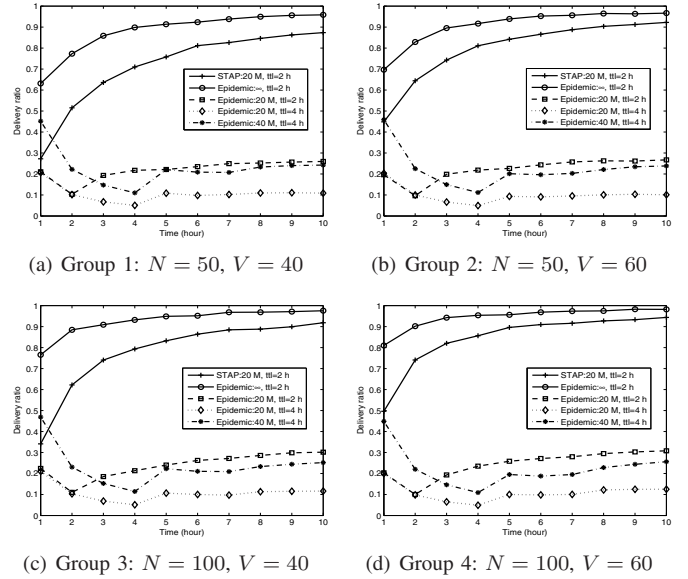 1
0.9
0.8
0.7
0.6
0.5
0.4
0.3
0.2
0.1
0
Delivery ratio
STAP:20 M, ttl=2 h
Epidemic:∞, ttl=2 h
Epidemic:20 M, ttl=2 h
Epidemic:20 M, ttl=4 h
Epidemic:40 M, ttl=4 h
1 2 3 4 5 6 7 8 9 10
Time (hour)
(a) Group 1: N = 50, V = 40
1
0.9
0.8
0.7
0.6
0.5
0.4
0.3
0.2
0.1
0
Delivery ratio
STAP:20 M, ttl=2 h
Epidemic:∞, ttl=2 h
Epidemic:20 M, ttl=2 h
Epidemic:20 M, ttl=4 h
Epidemic:40 M, ttl=4 h
1 2 3 4 5 6 7 8 9 10
Time (hour)
(b) Group 2: N = 50, V = 60
1
0.9
0.8
0.7
0.6
0.5
0.4
0.3
0.2
0.1
0
Delivery ratio
STAP:20 M, ttl=2 h
Epidemic:∞, ttl=2 h
Epidemic:20 M, ttl=2 h
Epidemic:20 M, ttl=4 h
Epidemic:40 M, ttl=4 h
1 2 3 4 5 6 7 8 9 10
Time (hour)
(c) Group 3: N = 100, V = 40
1
0.9
0.8
0.7
0.6
0.5
0.4
0.3
0.2
0.1
0
Delivery ratio
STAP:20 M, ttl=2 h
Epidemic:∞, ttl=2 h
Epidemic:20 M, ttl=2 h
Epidemic:20 M, ttl=4 h
Epidemic:40 M, ttl=4 h
1 2 3 4 5 6 7 8 9 10
Time (hour)
(d) Group 4: N = 100, V = 60